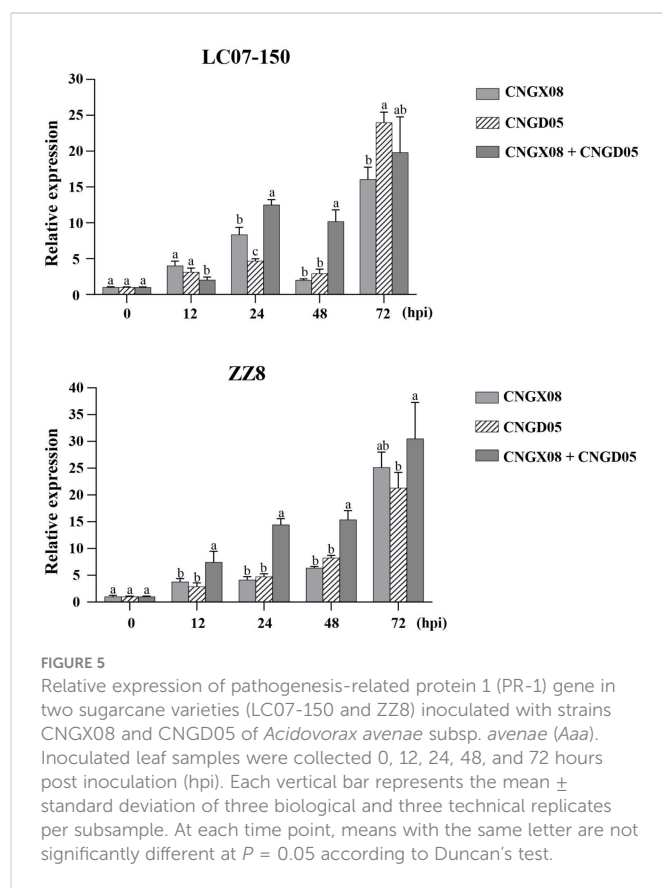 LC07-150
30
25
20
15
10
5
0
Relative expression
a a a
a a b
b c a
b b a
b a ab
0 12 24 48 72 (hpi)
CNGX08
CNGD05
CNGX08 + CNGD05
ZZ8
40
35
30
25
20
15
10
5
0
Relative expression
a a a
b b a
b b a
b b a
ab b a
0 12 24 48 72 (hpi)
CNGX08
CNGD05
CNGX08 + CNGD05
FIGURE 5
Relative expression of pathogenesis-related protein 1 (PR-1) gene in
two sugarcane varieties (LC07-150 and ZZ8) inoculated with strains
CNGX08 and CNGD05 of Acidovorax avenae subsp. avenae (Aaa).
Inoculated leaf samples were collected 0, 12, 24, 48, and 72 hours
post inoculation (hpi). Each vertical bar represents the mean ±
standard deviation of three biological and three technical replicates
per subsample. At each time point, means with the same letter are not
significantly different at P = 0.05 according to Duncan's test.